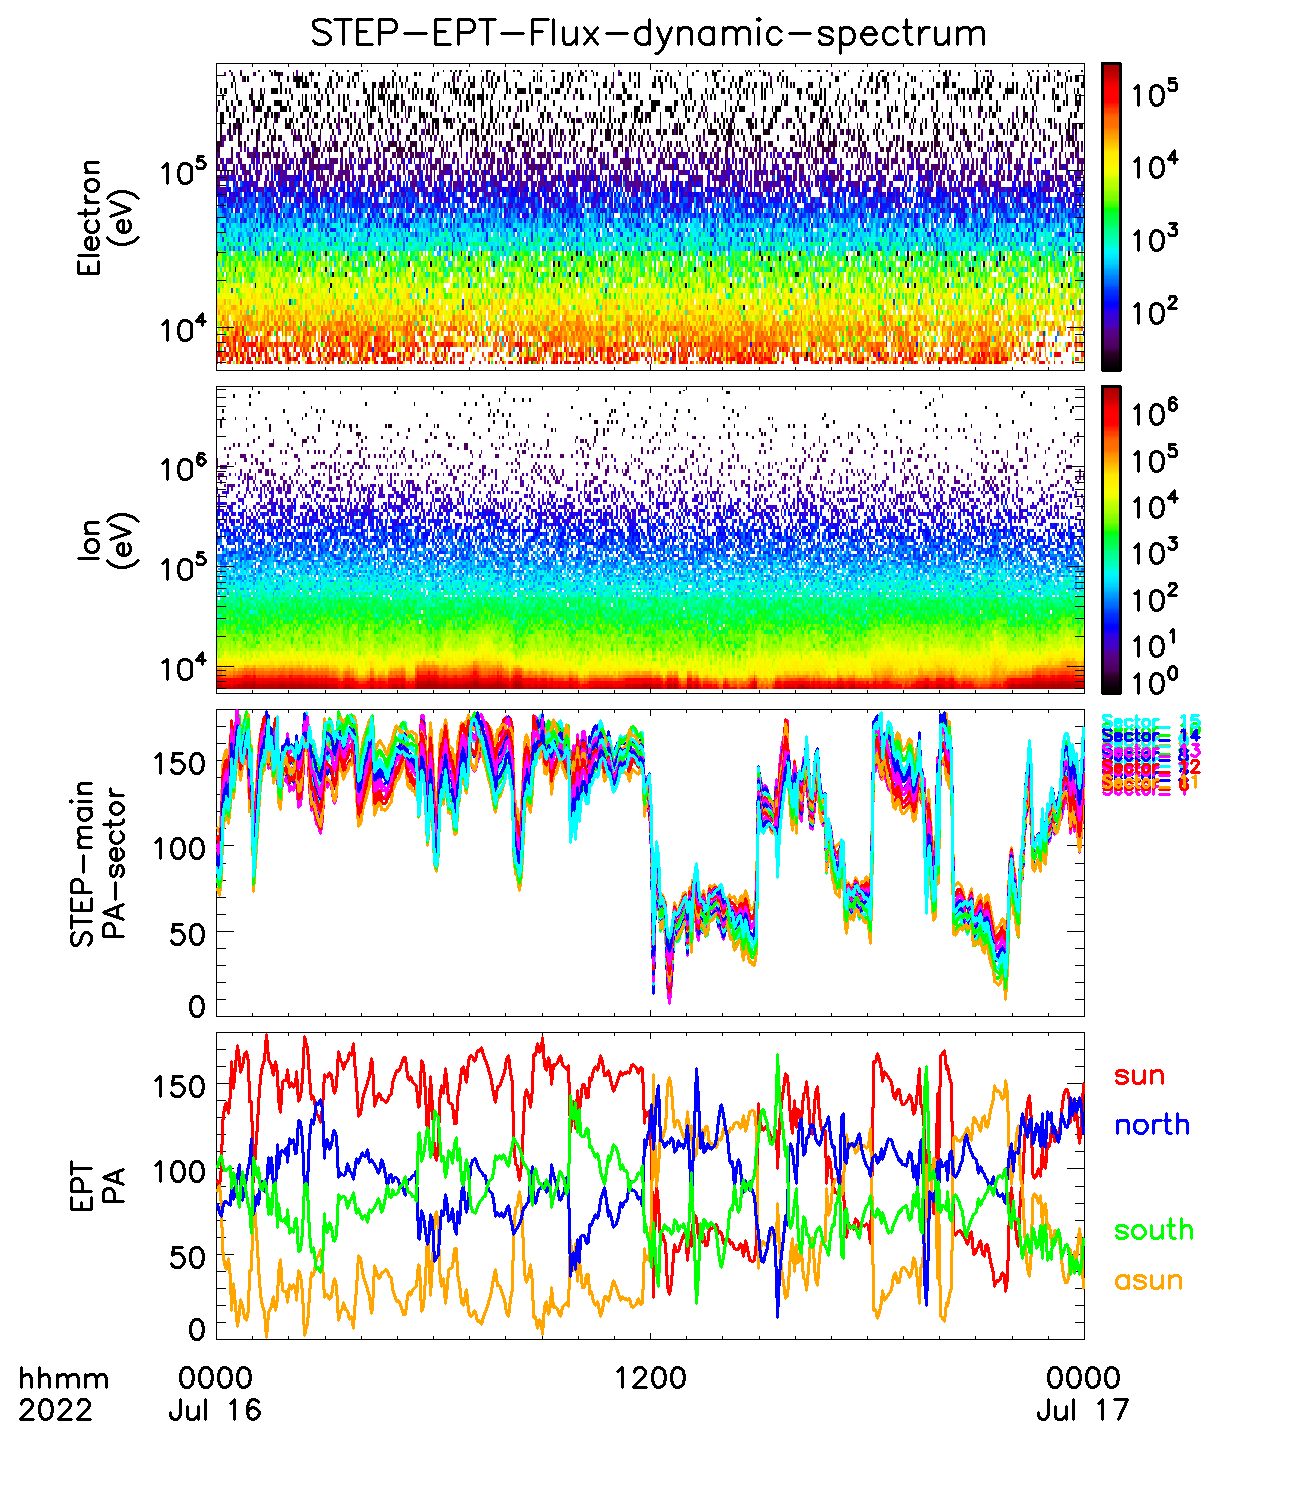 STEP-EPT-Flux-dynamic-spectrum
Electron
(eV)
10^5
10^4
10^5
10^4
10^3
10^2
Ion
(eV)
10^6
10^5
10^4
10^6
10^5
10^4
10^3
10^2
10^1
10^0
STEP-main
PA-sector
150
100
50
0
Sector_ 15
Sector_ 14
EPT
PA
150
100
50
0
sun
north
south
asun
hhmm
2022
0000
1200
0000
Jul 16
Jul 17